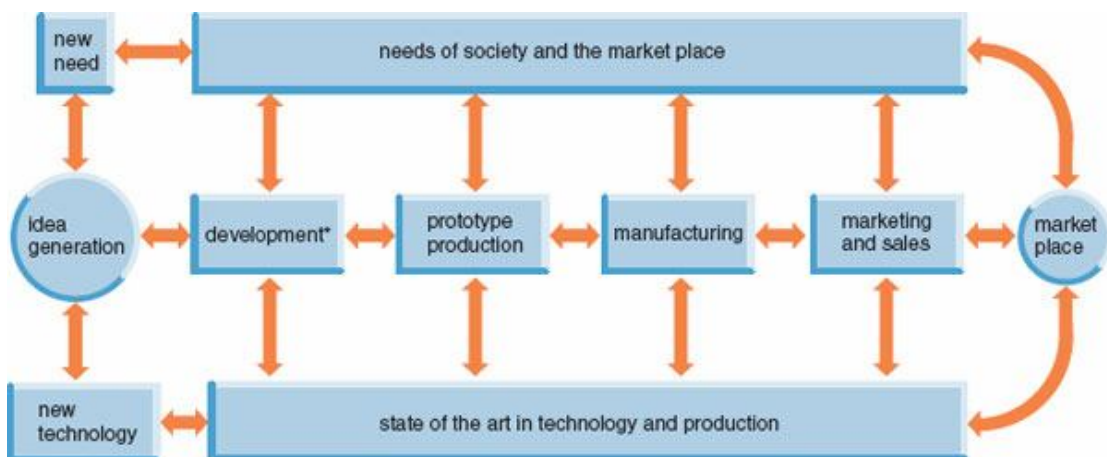 new
need
needs of society and the market place
idea
generation
development*
prototype
production
manufacturing
marketing
and sales
market
place
new
technology
state of the art in technology and production